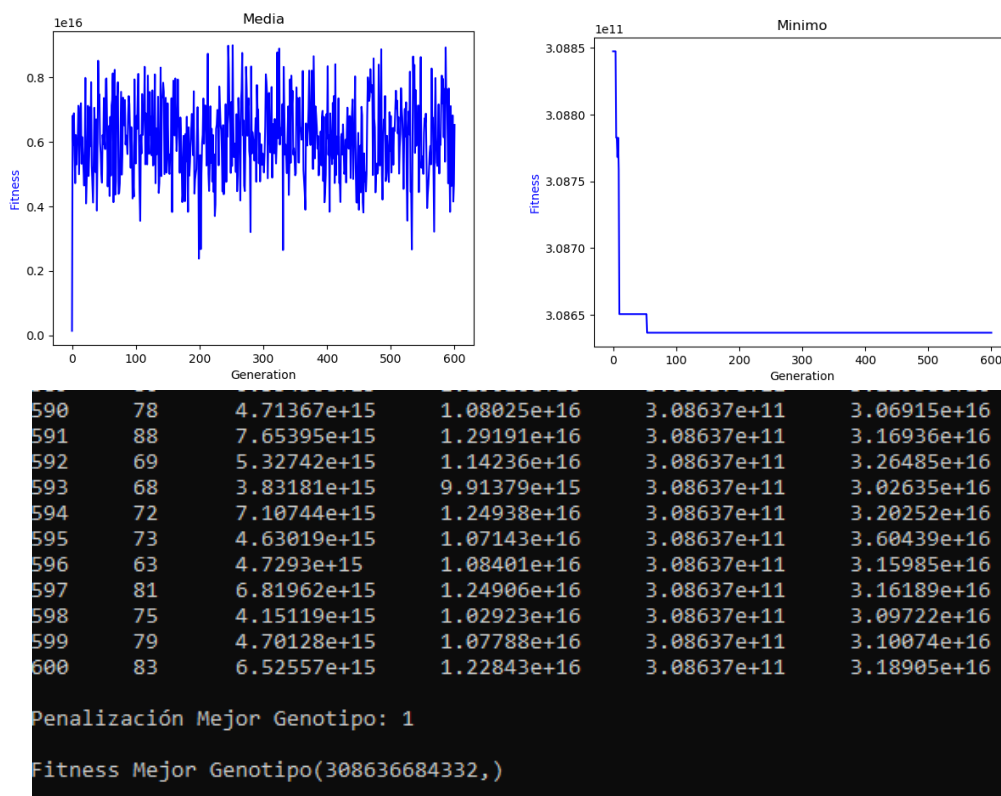 Media
1e16
0.8
0.6
0.4
0.2
0.0
Fitness
0 100 200 300 400 500 600
Generation
Minimo
1e11
3.0885
3.0880
3.0875
3.0870
3.0865
Fitness
0 100 200 300 400 500 600
Generation
590 78 4.71367e+15 1.08025e+16 3.08637e+11 3.06915e+16
591 88 7.65395e+15 1.29191e+16 3.08637e+11 3.16936e+16
592 69 5.32742e+15 1.14236e+16 3.08637e+11 3.26485e+16
593 68 3.83181e+15 9.91379e+15 3.08637e+11 3.02635e+16
594 72 7.10744e+15 1.24938e+16 3.08637e+11 3.20252e+16
595 73 4.63019e+15 1.07143e+16 3.08637e+11 3.60439e+16
596 63 4.7293e+15 1.08401e+16 3.08637e+11 3.15985e+16
597 81 6.81962e+15 1.24906e+16 3.08637e+11 3.16189e+16
598 75 4.15119e+15 1.02923e+16 3.08637e+11 3.09722e+16
599 79 4.70128e+15 1.07788e+16 3.08637e+11 3.10074e+16
600 83 6.52557e+15 1.22843e+16 3.08637e+11 3.18905e+16
Penalización Mejor Genotipo: 1
Fitness Mejor Genotipo(308636684332,)